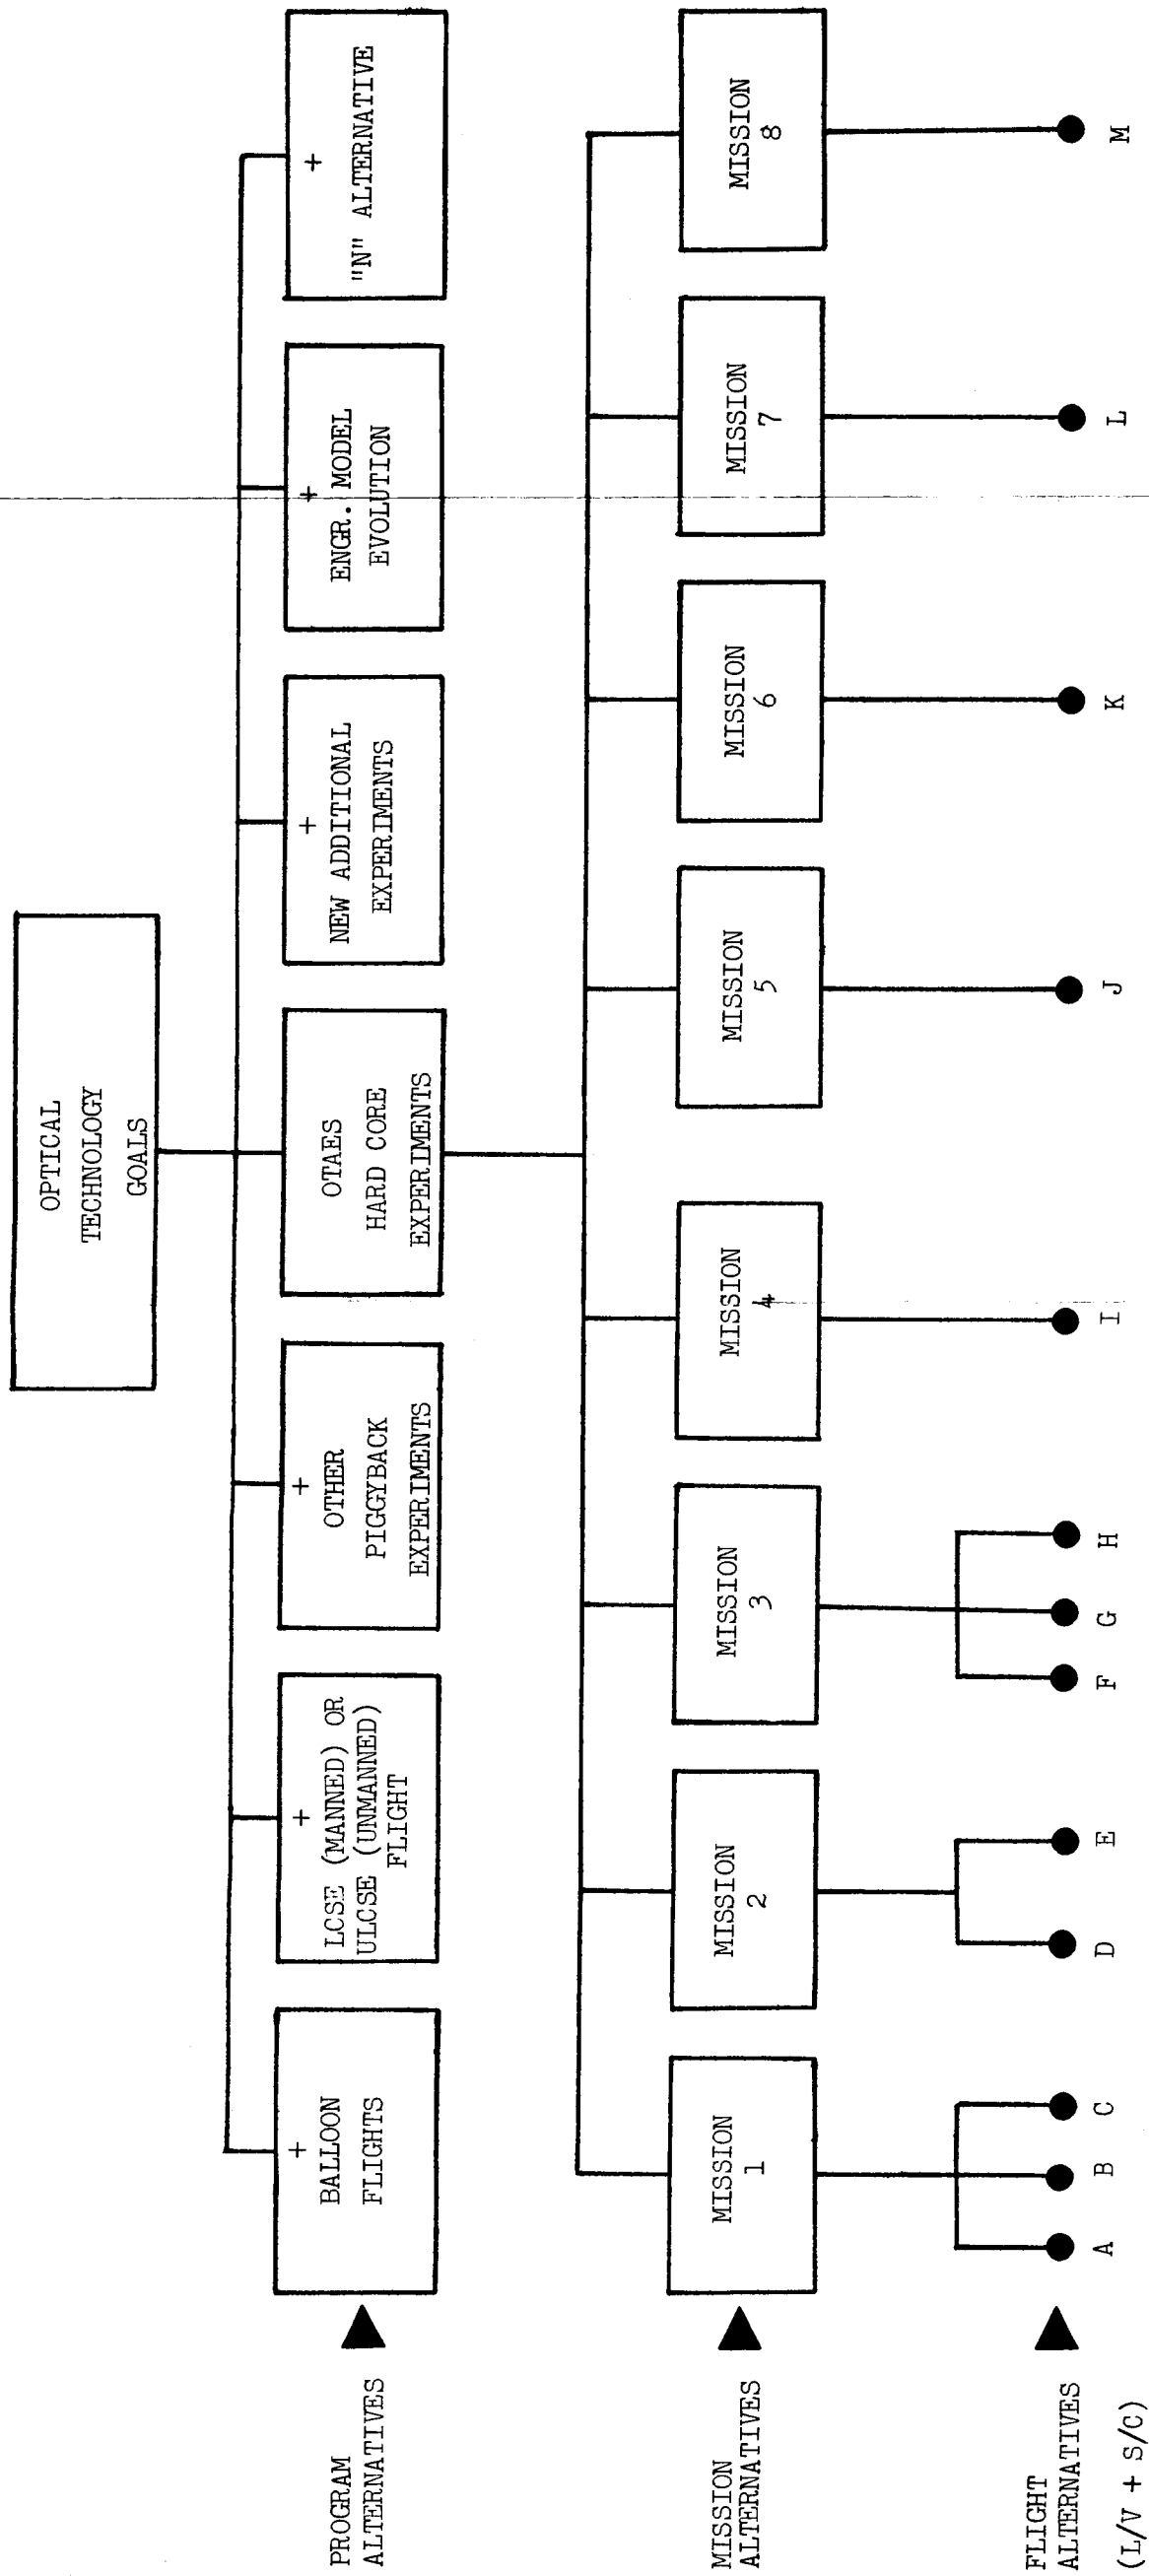 OPTICAL
TECHNOLOGY
GOALS
PROGRAM
ALTERNATIVES
+
BALLOON
FLIGHTS
+
LCSE (MANNED) OR
ULCSE (UNMANNED)
FLIGHT
+
OTHER
PIGGYBACK
EXPERIMENTS
OTAES
HARD CORE
EXPERIMENTS
+
NEW ADDITIONAL
EXPERIMENTS
+
ENGR. MODEL
EVOLUTION
+
"N" ALTERNATIVE
MISSION
ALTERNATIVES
MISSION
1
MISSION
2
MISSION
3
MISSION
4
MISSION
5
MISSION
6
MISSION
7
MISSION
8
FLIGHT
ALTERNATIVES
(L/V + S/C)
A
B
C
D
E
F
G
H
I
J
K
L
M